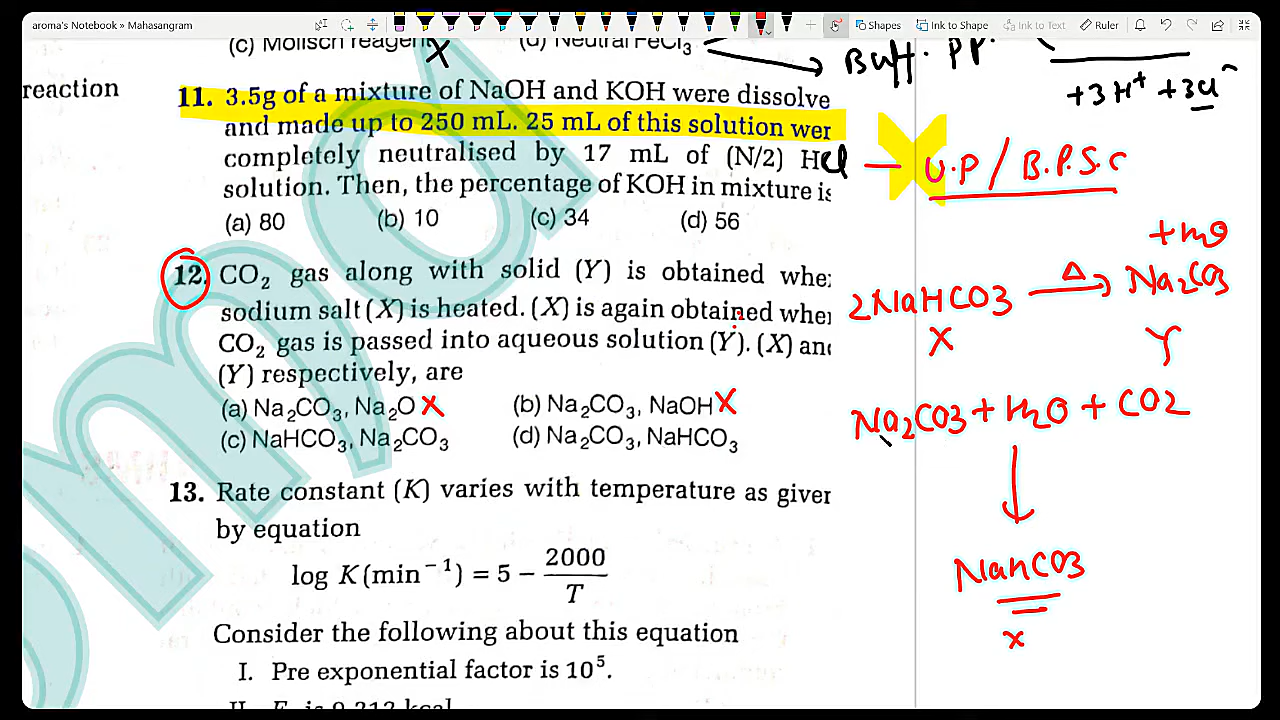 aroma's Notebook » Mahasangram
Shapes Ink to Shape Ink to Text Ruler
(c) Molisch reagent X (d) Neutral FeCl3
Buff. PP.
+3H+ +3Cl-
reaction
11. 3.5g of a mixture of NaOH and KOH were dissolve
and made up to 250 mL. 25 mL of this solution wer
completely neutralised by 17 mL of (N/2) HCl
solution. Then, the percentage of KOH in mixture is
(a) 80 (b) 10 (c) 34 (d) 56
— U.P / B.P.S.C
12. CO2 gas along with solid (Y) is obtained when
sodium salt (X) is heated. (X) is again obtained when
CO2 gas is passed into aqueous solution (Y). (X) and
(Y) respectively, are
(a) Na2CO3, Na2O X (b) Na2CO3, NaOH X
(c) NaHCO3, Na2CO3 (d) Na2CO3, NaHCO3
2NaHCO3 Δ→ Na2CO3
X Y
Na2CO3 + H2O + CO2
↓
NaHCO3
x
13. Rate constant (K) varies with temperature as given
by equation
log K(min−1) = 5 − 2000/T
Consider the following about this equation
I. Pre exponential factor is 10^5.